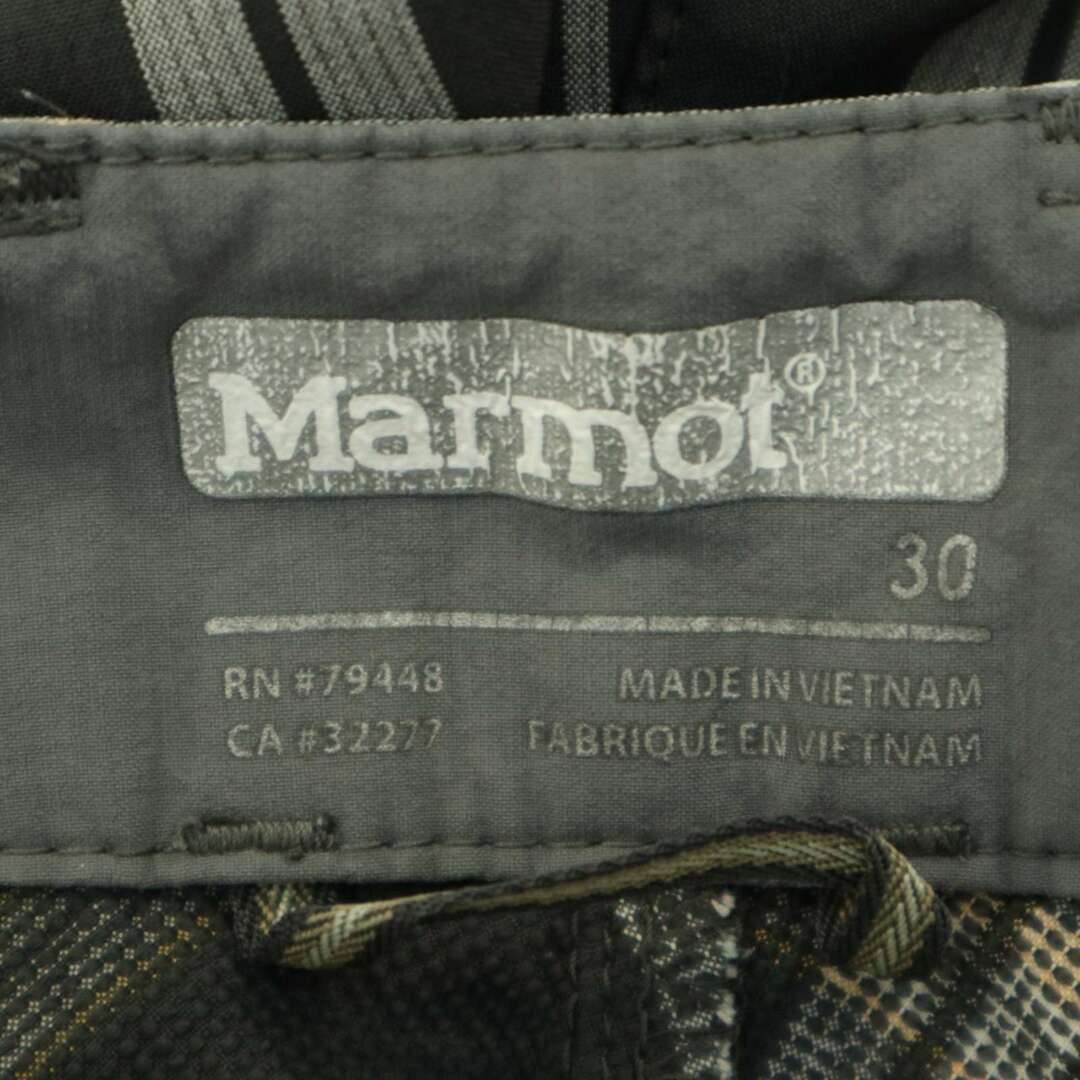 Marmot®
30
RN #79448
CA #32277
MADE IN VIETNAM
FABRIQUE EN VIETNAM